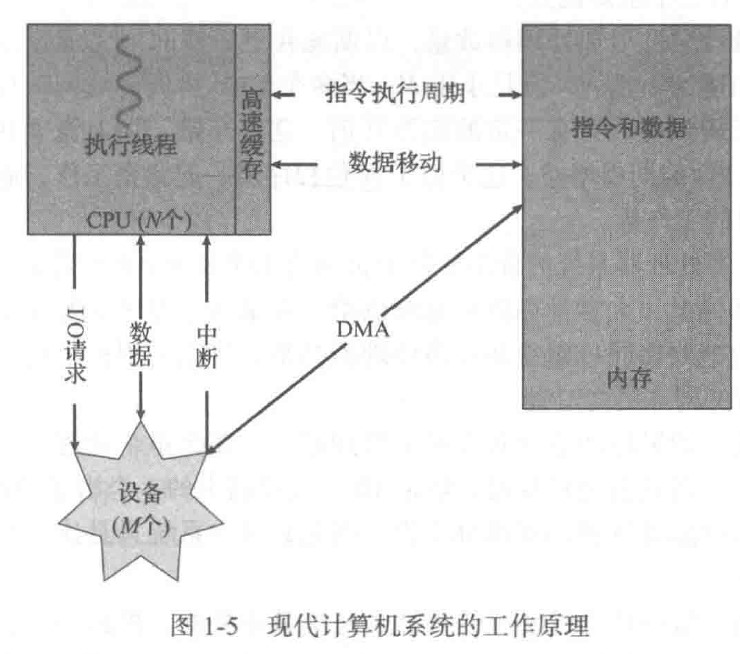 执行线程
CPU (N个)
高速缓存
指令执行周期
数据移动
指令和数据
内存
I/O请求
数据
中断
DMA
设备
(M个)
图 1-5 现代计算机系统的工作原理